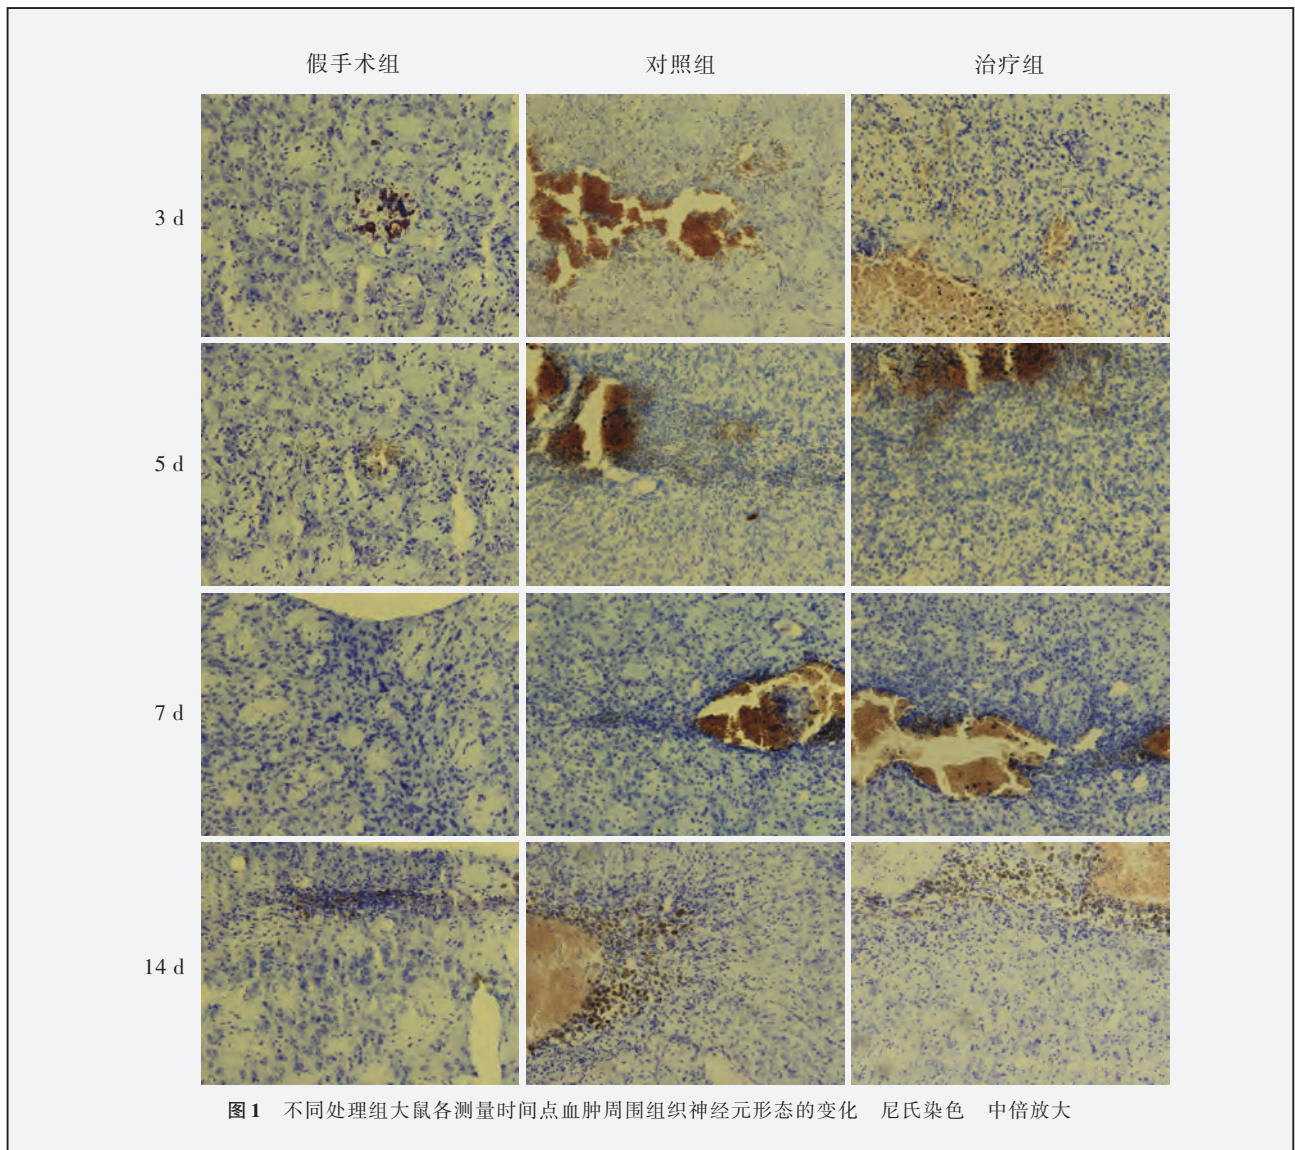 假手术组 对照组 治疗组
3 d
5 d
7 d
14 d
图1 不同处理组大鼠各测量时间点血肿周围组织神经元形态的变化 尼氏染色 中倍放大